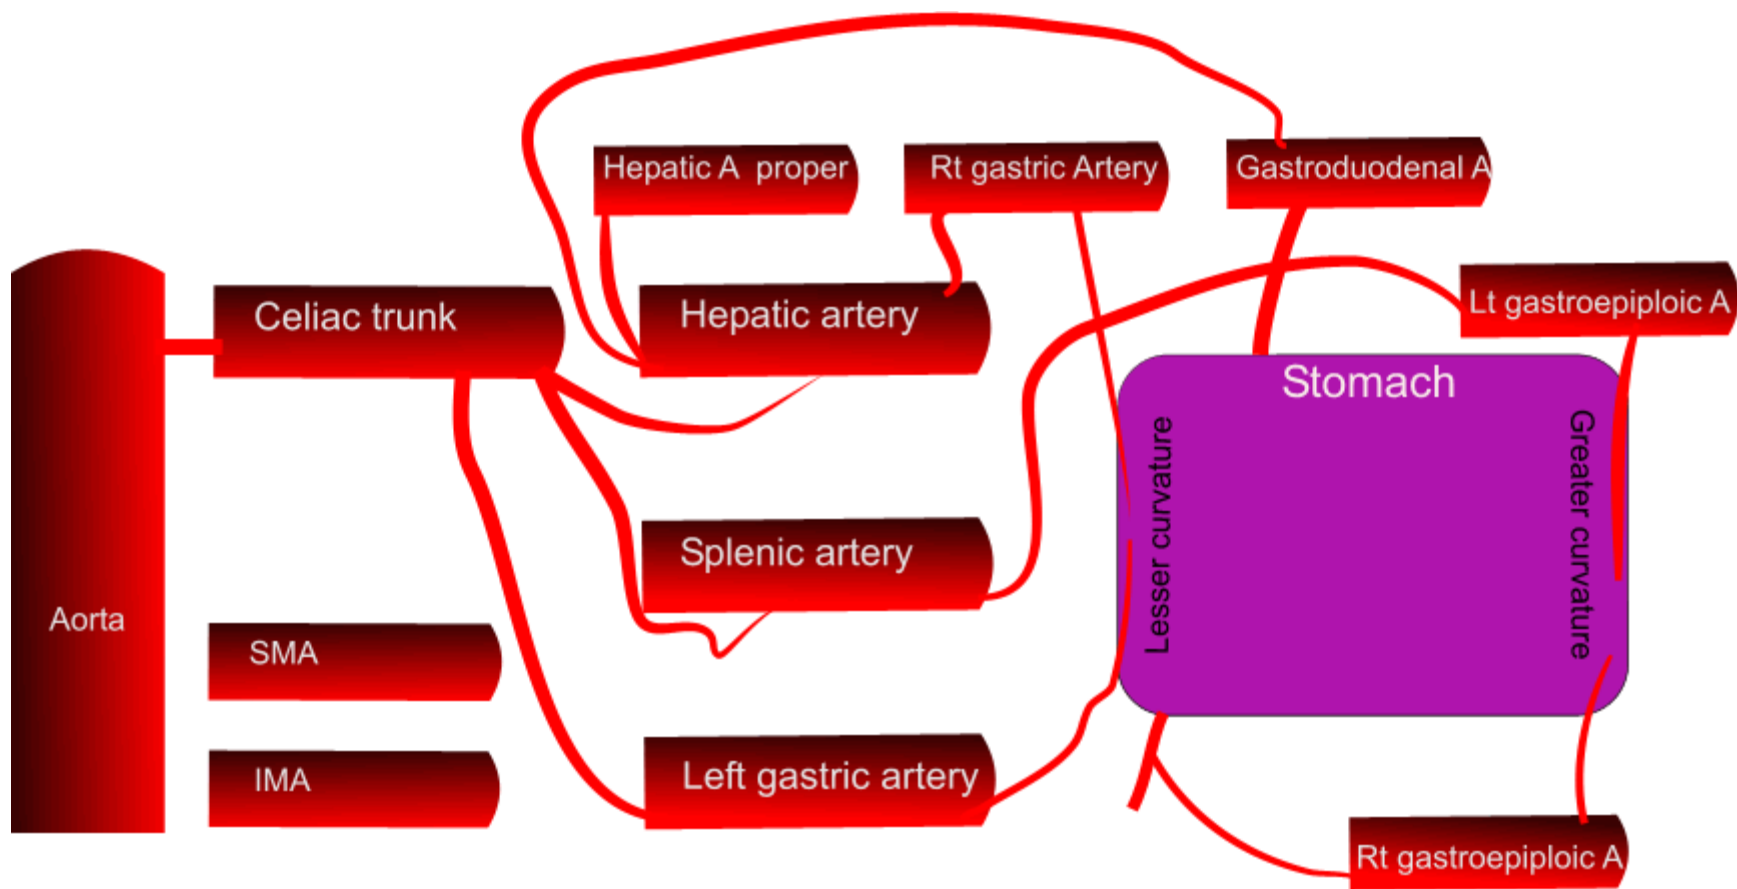 Hepatic A proper
Rt gastric Artery
Gastroduodenal A
Lt gastroepiploic A
Celiac trunk
Hepatic artery
Stomach
Lesser curvature
Greater curvature
Splenic artery
Aorta
SMA
IMA
Left gastric artery
Rt gastroepiploic A